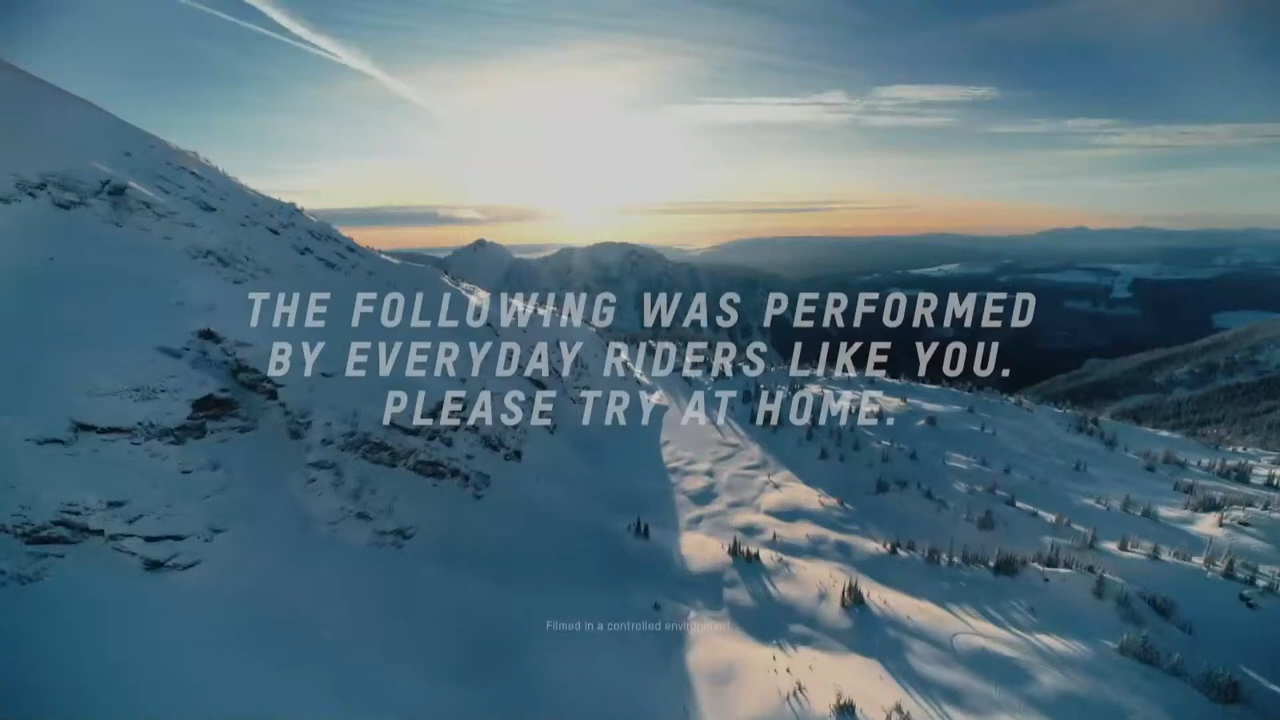 THE FOLLOWING WAS PERFORMED
BY EVERYDAY RIDERS LIKE YOU.
PLEASE TRY AT HOME.
Filmed in a controlled environment.